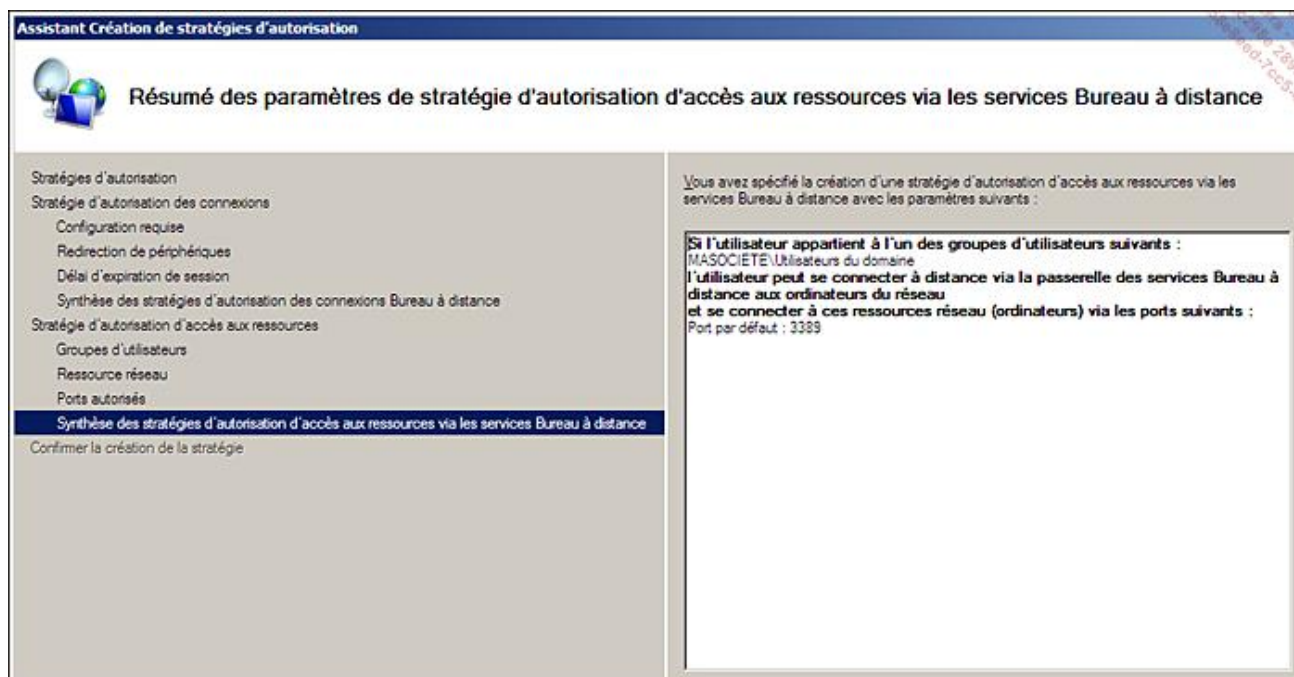 Assistant Création de stratégies d'autorisation
Résumé des paramètres de stratégie d'autorisation d'accès aux ressources via les services Bureau à distance
Stratégies d'autorisation
Stratégie d'autorisation des connexions
Configuration requise
Redirection de périphériques
Délai d'expiration de session
Synthèse des stratégies d'autorisation des connexions Bureau à distance
Stratégie d'autorisation d'accès aux ressources
Groupes d'utilisateurs
Ressource réseau
Ports autorisés
Synthèse des stratégies d'autorisation d'accès aux ressources via les services Bureau à distance
Confirmer la création de la stratégie
Vous avez spécifié la création d'une stratégie d'autorisation d'accès aux ressources via les
services Bureau à distance avec les paramètres suivants :
Si l'utilisateur appartient à l'un des groupes d'utilisateurs suivants :
MASOCIETE\Utilisateurs du domaine
l'utilisateur peut se connecter à distance via la passerelle des services Bureau à
distance aux ordinateurs du réseau
et se connecter à ces ressources réseau (ordinateurs) via les ports suivants :
Port par défaut : 3389